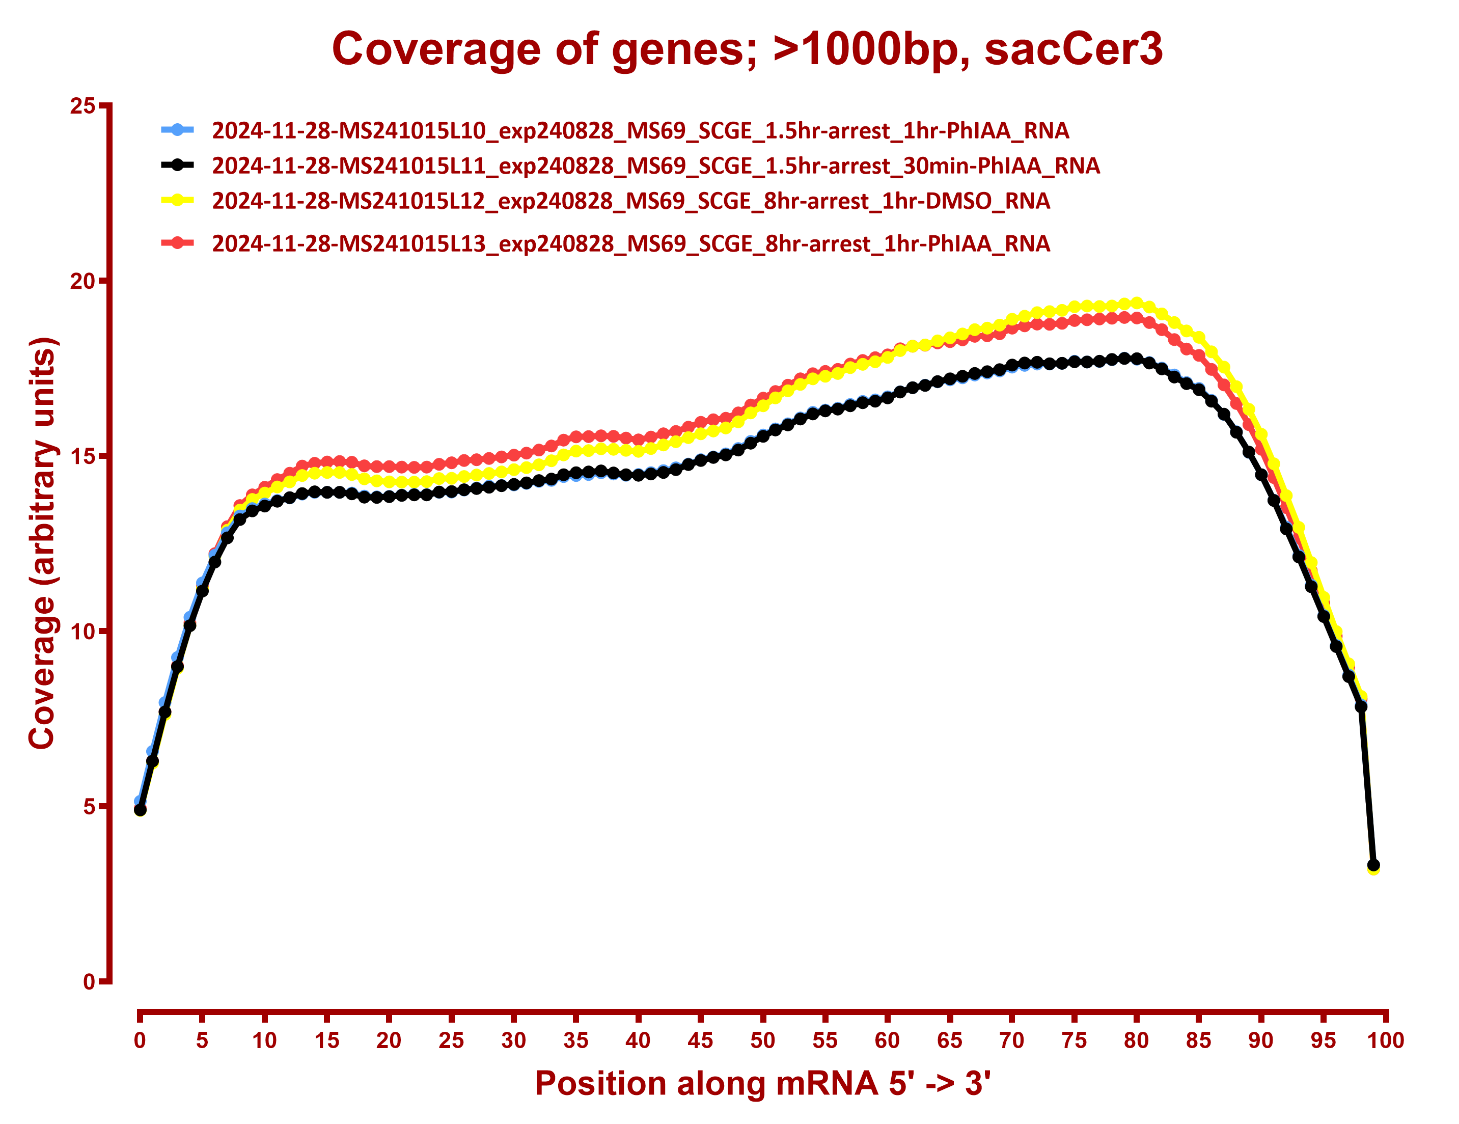 Coverage of genes; >1000bp, sacCer3
25
2024-11-28-MS241015L10_exp240828_MS69_SCGE_1.5hr-arrest_1hr-PhIAA_RNA
2024-11-28-MS241015L11_exp240828_MS69_SCGE_1.5hr-arrest_30min-PhIAA_RNA
2024-11-28-MS241015L12_exp240828_MS69_SCGE_8hr-arrest_1hr-DMSO_RNA
2024-11-28-MS241015L13_exp240828_MS69_SCGE_8hr-arrest_1hr-PhIAA_RNA
20
15
10
5
0
Coverage (arbitrary units)
0 5 10 15 20 25 30 35 40 45 50 55 60 65 70 75 80 85 90 95 100
Position along mRNA 5' -> 3'